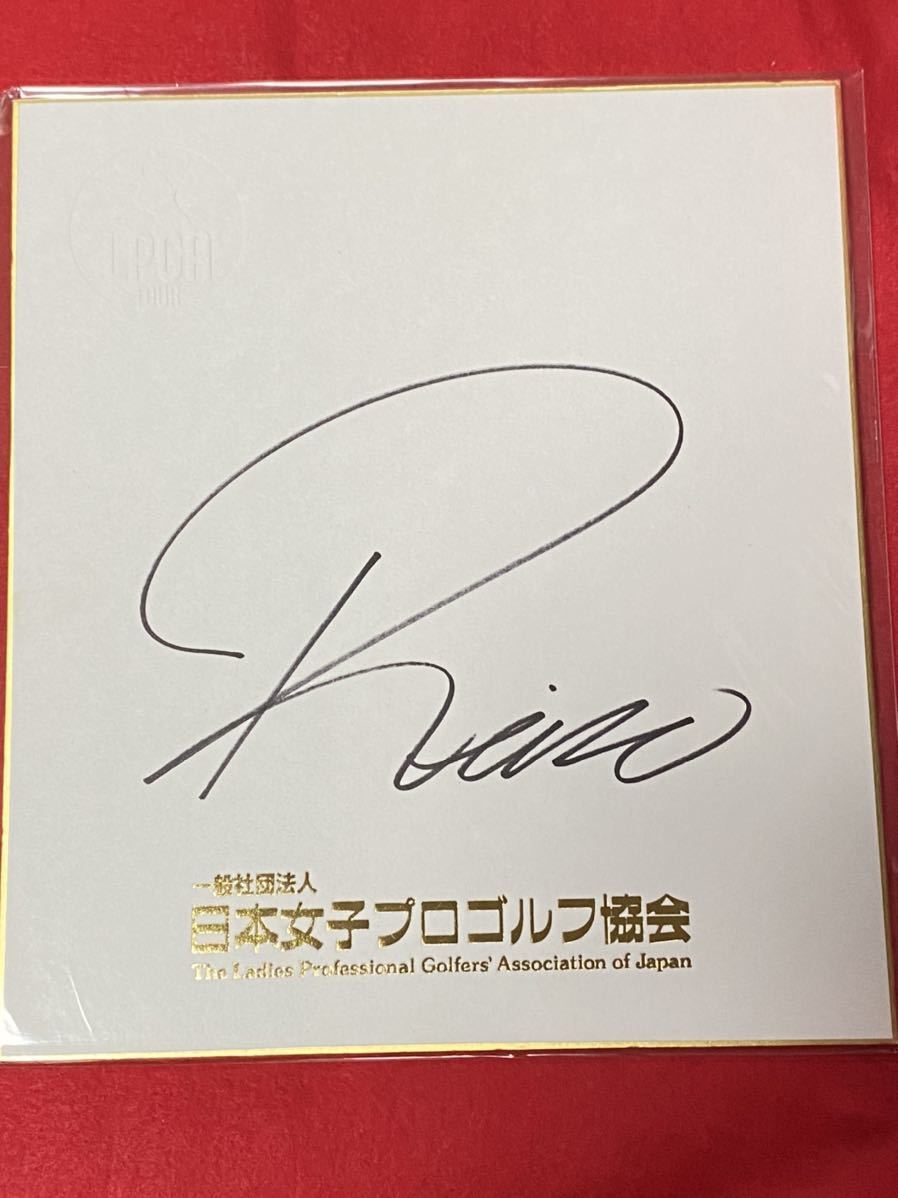 LPGA
TOUR
一般社団法人
日本女子プロゴルフ協会
The Ladies Professional Golfers' Association of Japan